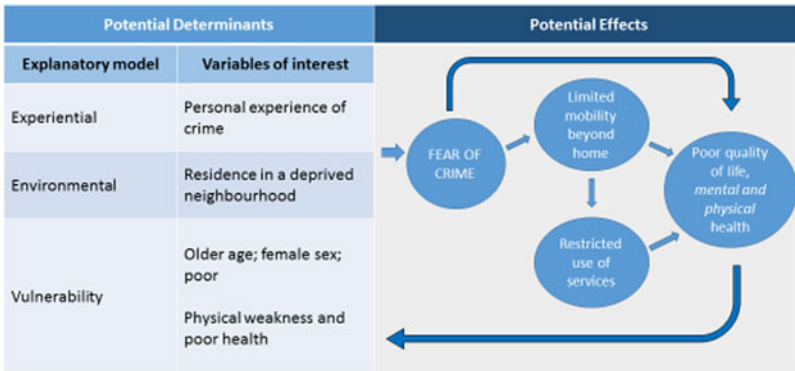 Potential Determinants
Potential Effects
Explanatory model
Variables of interest
Experiential
Personal experience of
crime
Environmental
Residence in a deprived
neighbourhood
Vulnerability
Older age; female sex;
poor
Physical weakness and
poor health
FEAR OF
CRIME
Limited
mobility
beyond
home
Restricted
use of
services
Poor quality
of life,
mental and
physical
health